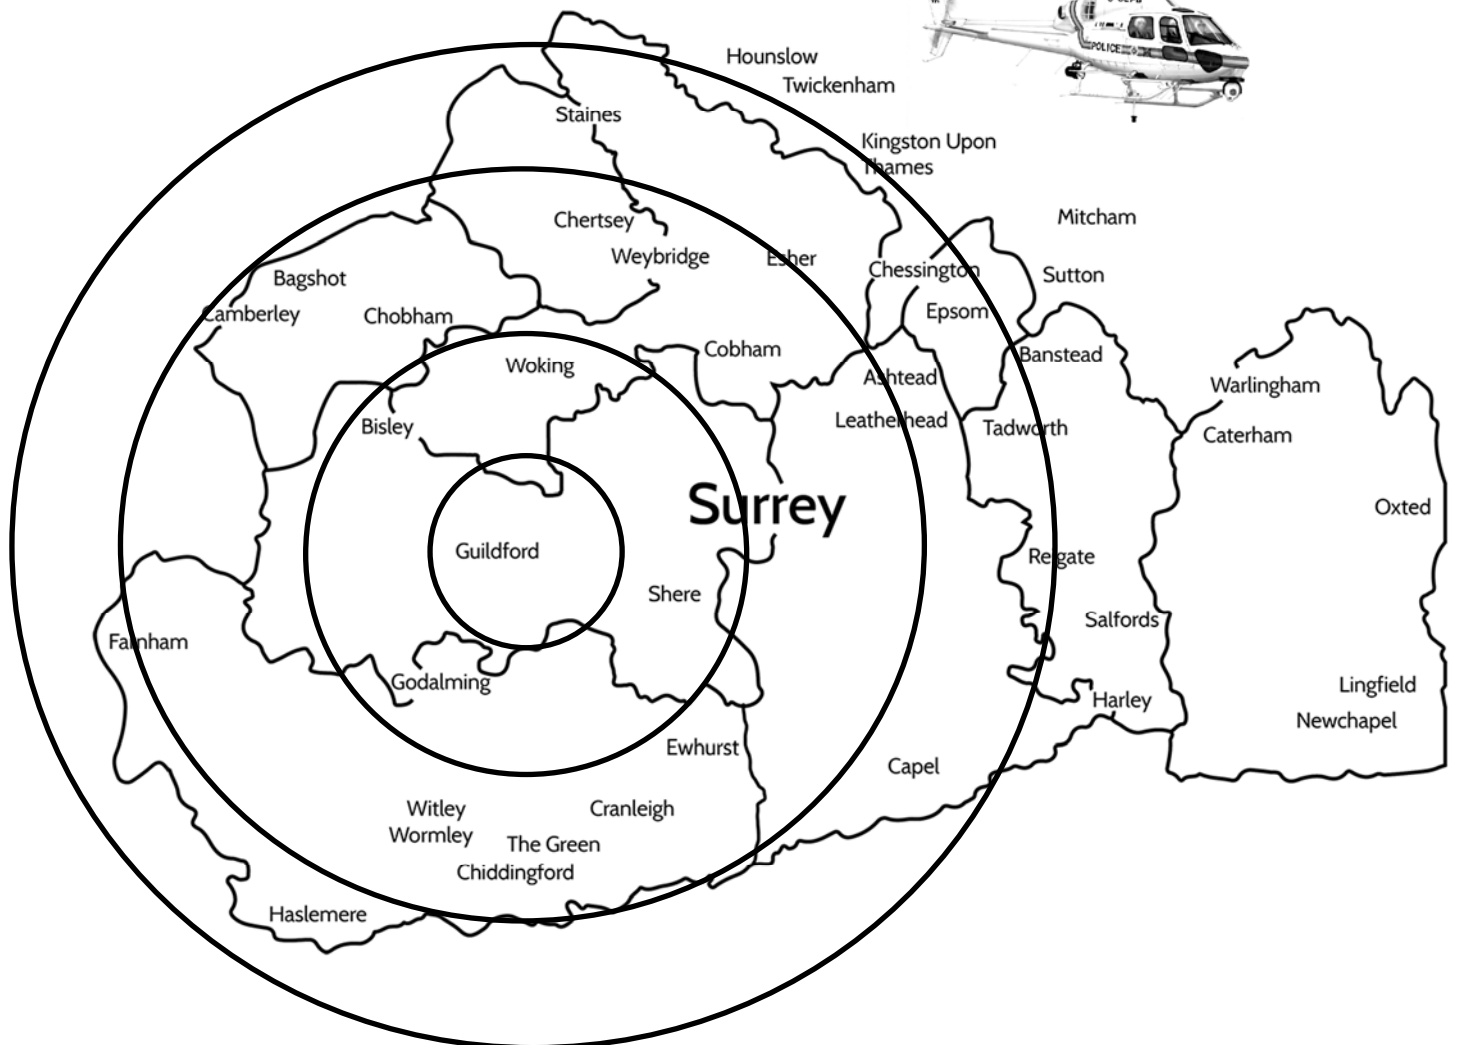 Hounslow
Twickenham
POLICE
Staines
Kingston Upon
Thames
Chertsey
Mitcham
Weybridge
Esher
Bagshot
Chessington
Sutton
Camberley
Chobham
Epsom
Woking
Cobham
Banstead
Ashtead
Warlingham
Bisley
Leatherhead
Tadworth
Caterham
Surrey
Oxted
Guildford
Reigate
Shere
Salfords
Farnham
Godalming
Lingfield
Harley
Newchapel
Ewhurst
Capel
Witley
Cranleigh
Wormley
The Green
Chiddingford
Haslemere